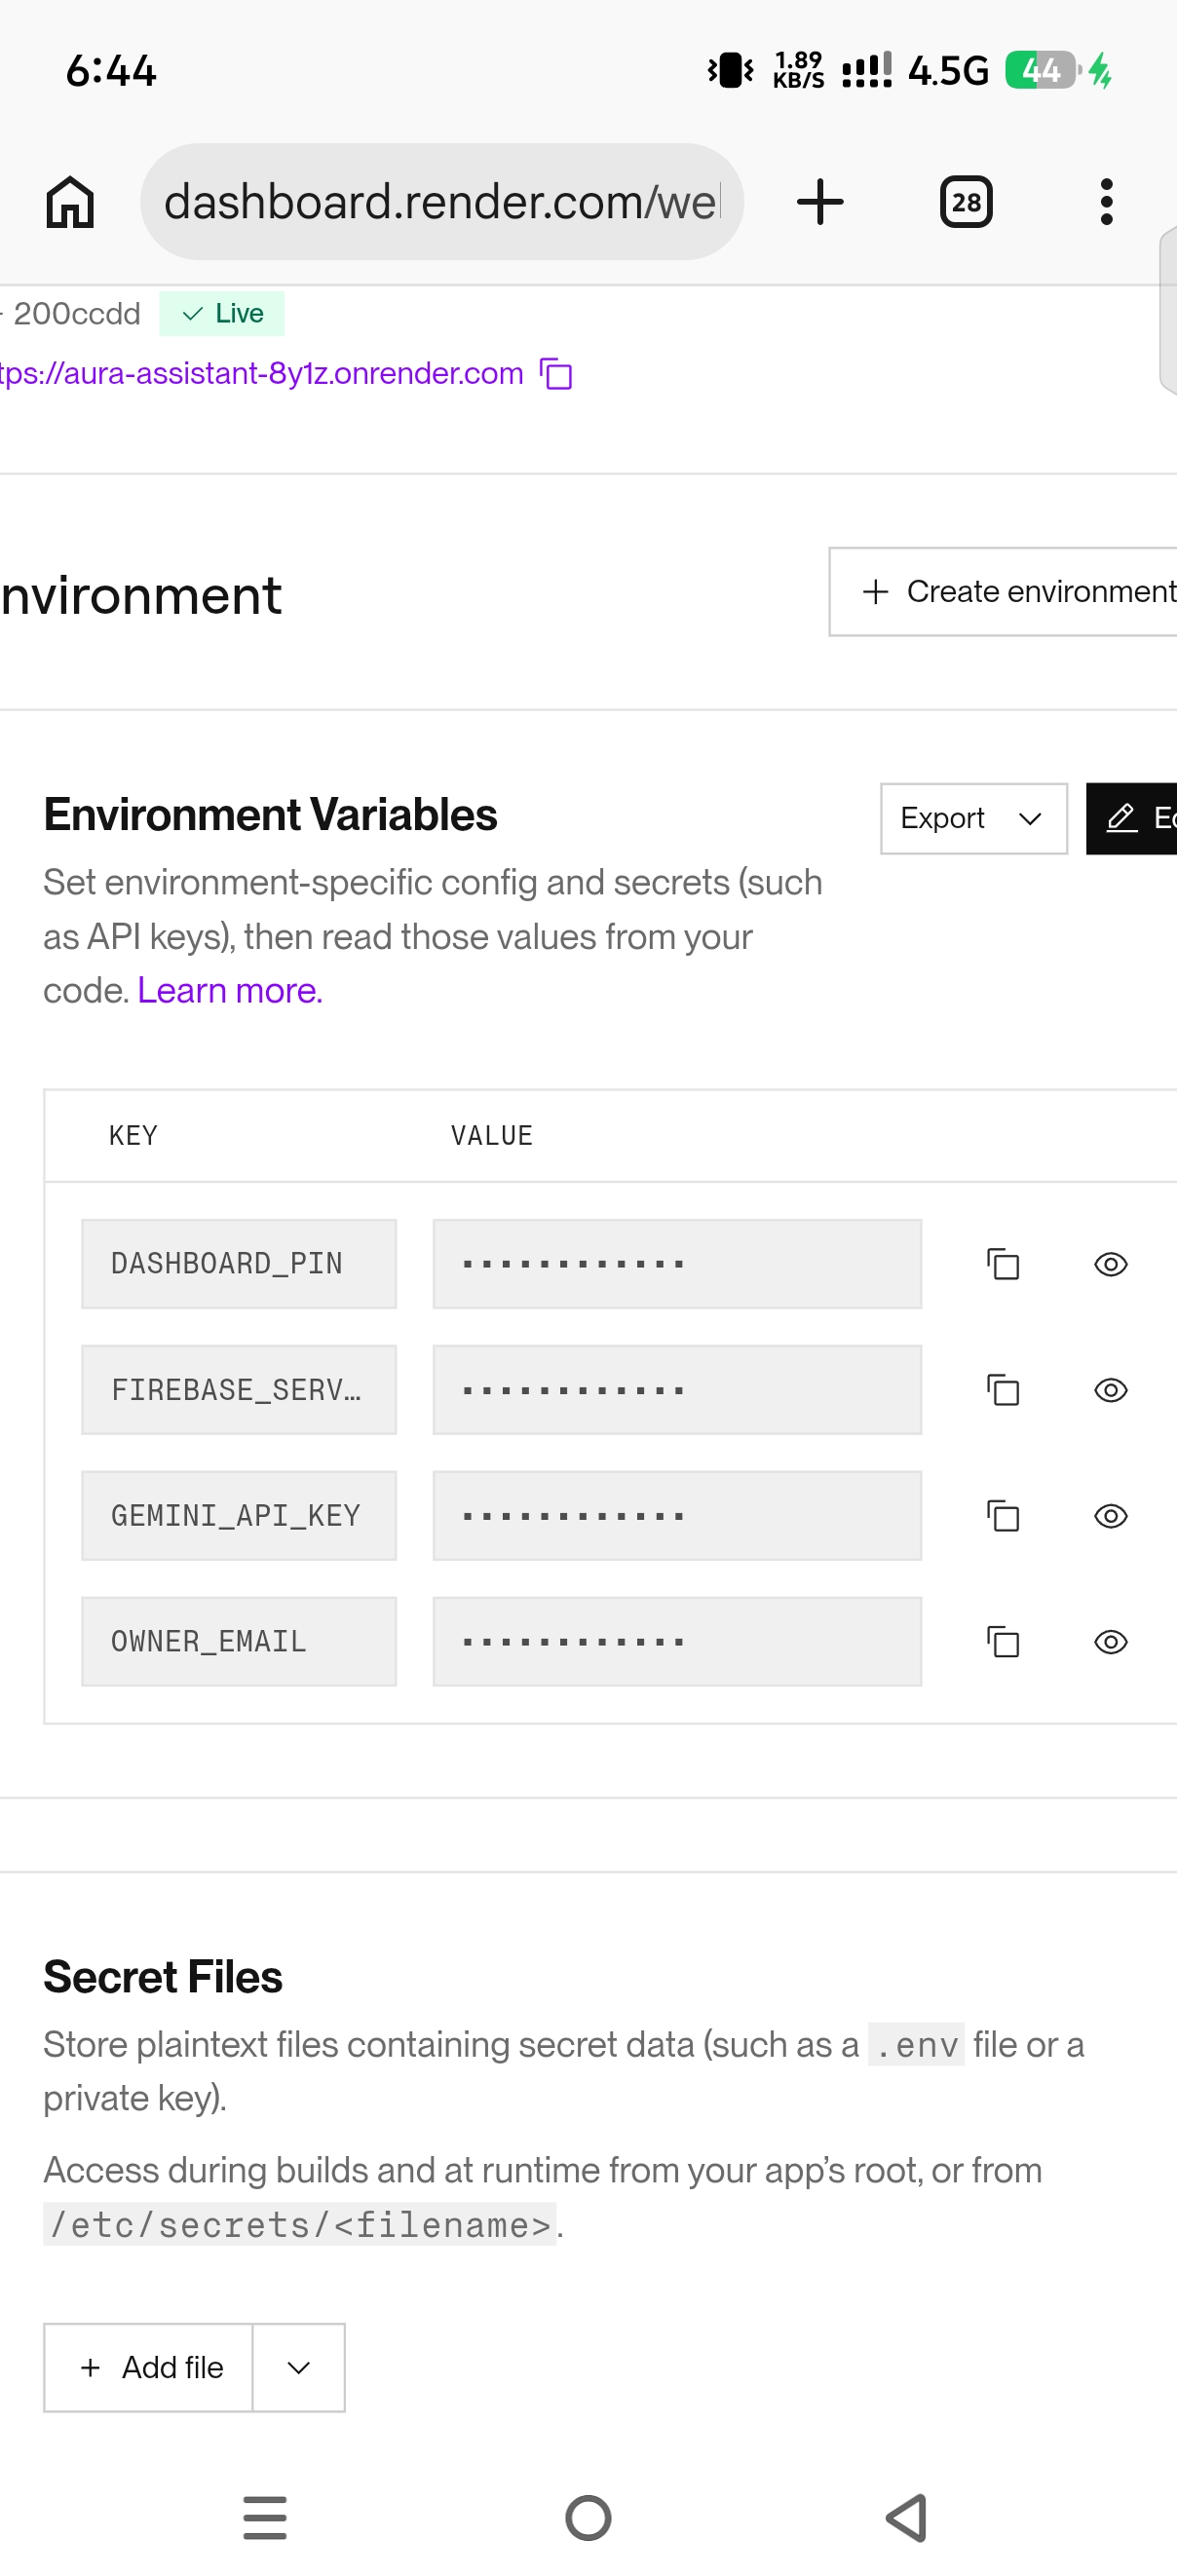 6:44
1.89
KB/S
4.5G
44
dashboard.render.com/we
28
200ccdd
Live
tps://aura-assistant-8y1z.onrender.com
nvironment
+ Create environment
Environment Variables
Export
Set environment-specific config and secrets (such
as API keys), then read those values from your
code. Learn more.
KEY
VALUE
DASHBOARD_PIN
············
FIREBASE_SERV…
············
GEMINI_API_KEY
············
OWNER_EMAIL
············
Secret Files
Store plaintext files containing secret data (such as a .env file or a
private key).
Access during builds and at runtime from your app’s root, or from
/etc/secrets/<filename>.
+ Add file